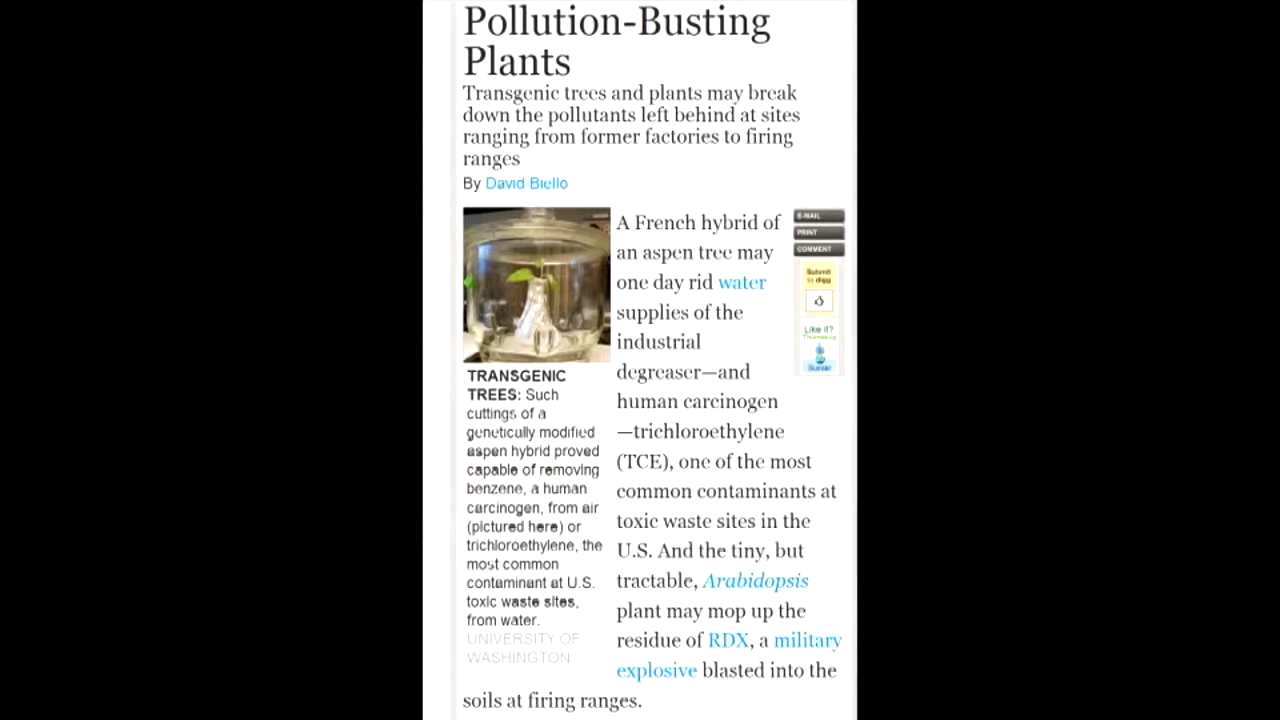 Pollution-Busting
Plants
Transgenic trees and plants may break
down the pollutants left behind at sites
ranging from former factories to firing
ranges
By David Biello
A French hybrid of
an aspen tree may
one day rid water
supplies of the
industrial
degreaser—and
human carcinogen
—trichloroethylene
(TCE), one of the most
common contaminants at
toxic waste sites in the
U.S. And the tiny, but
tractable, Arabidopsis
plant may mop up the
residue of RDX, a military
explosive blasted into the
soils at firing ranges.
TRANSGENIC
TREES: Such
cuttings of a
genetically modified
aspen hybrid proved
capable of removing
benzene, a human
carcinogen, from air
(pictured here) or
trichloroethylene, the
most common
contaminant at U.S.
toxic waste sites,
from water.
UNIVERSITY OF
WASHINGTON
E-MAIL
PRINT
COMMENT
Submit
to digg
Like it?